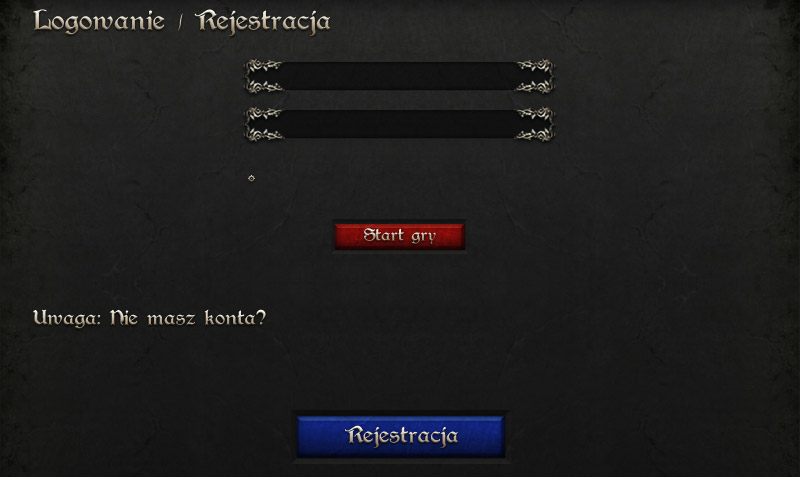 Logowanie / Rejestracja
Start gry
Uwaga: Nie masz konta?
Rejestracja